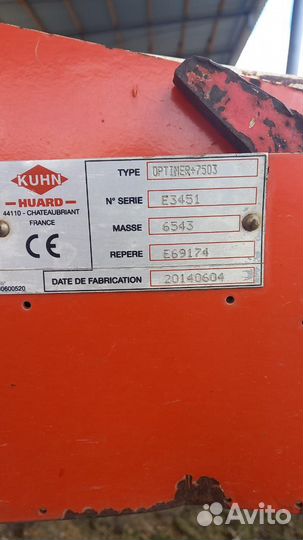 KUHN
HUARD
44110 - CHATEAUBRIANT
FRANCE
CE
TYPE OPTIMER+7503
N° SERIE E3451
MASSE 6543
REPERE E69174
DATE DE FABRICATION 20140604
00600520
Avito